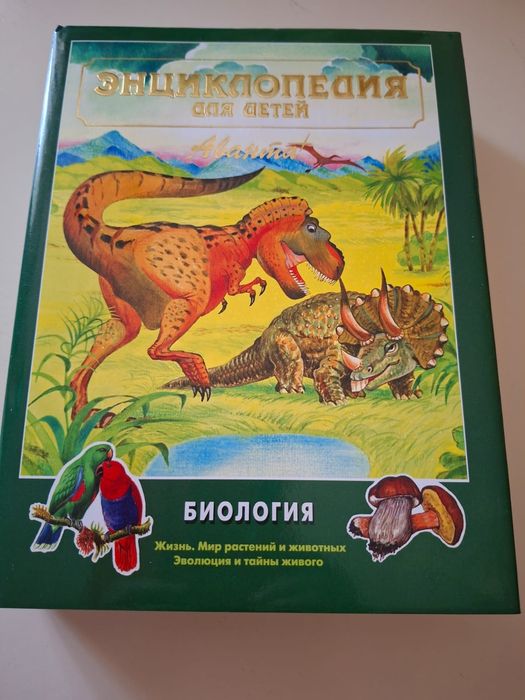 ЭНЦИКЛОПЕДИЯ
ДЛЯ ДЕТЕЙ
Аванта+
БИОЛОГИЯ
Жизнь. Мир растений и животных
Эволюция и тайны живого